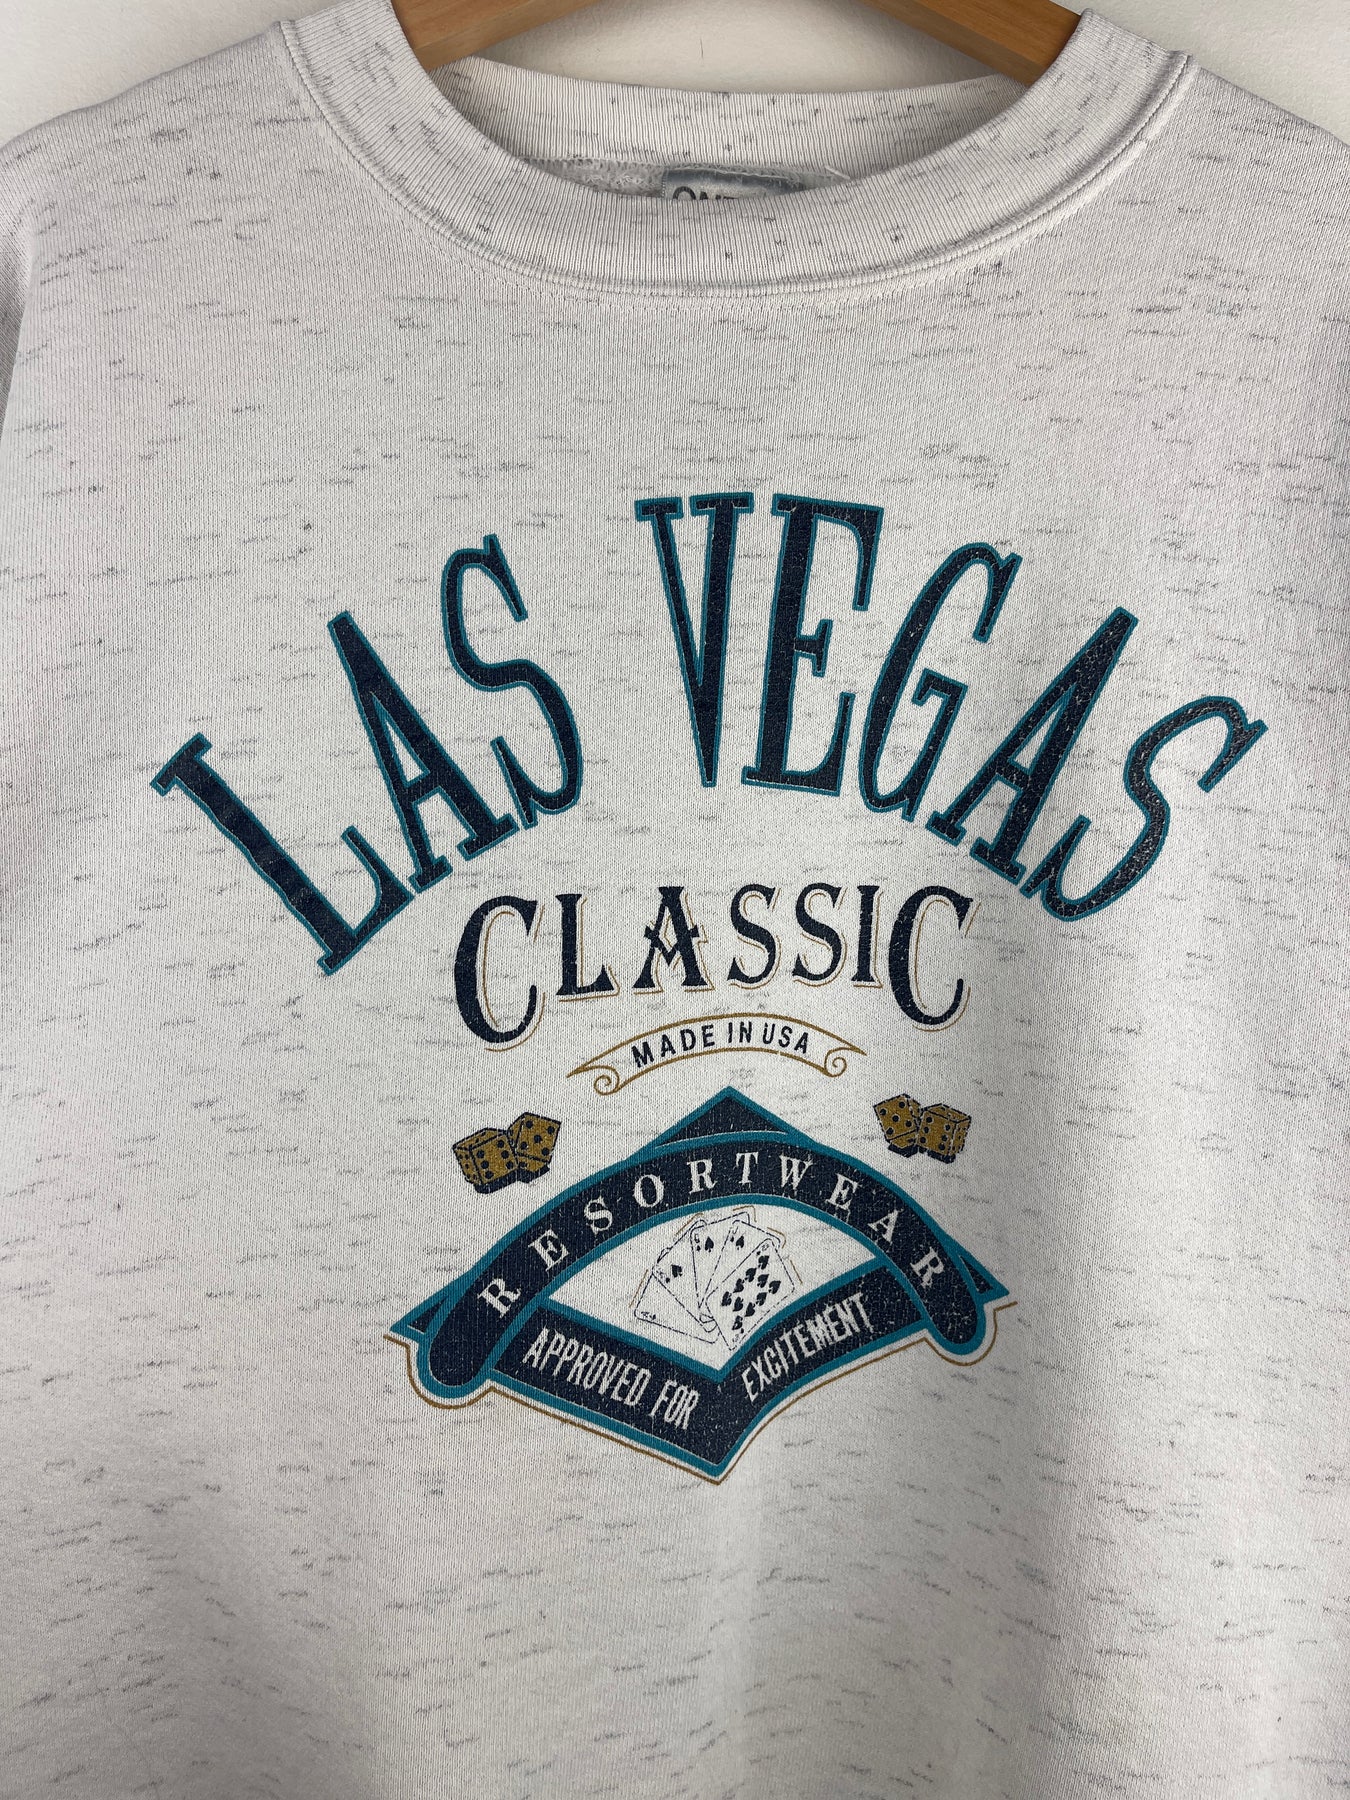 LAS VEGAS
CLASSIC
MADE IN USA
RESORTWEAR
APPROVED FOR EXCITEMENT